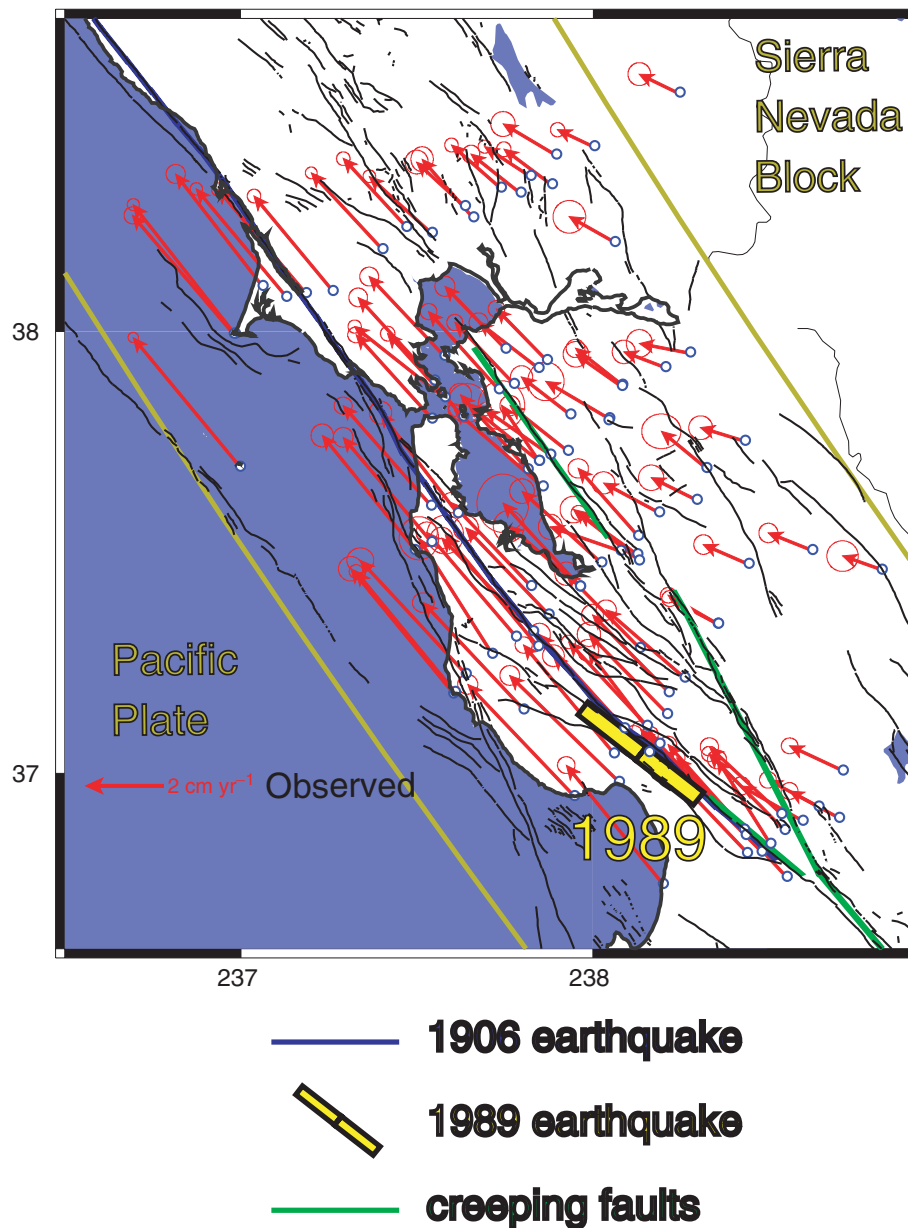 Sierra
Nevada
Block
38
Pacific
Plate
37
2 cm yr⁻¹ Observed
1989
237 238
1906 earthquake
1989 earthquake
creeping faults